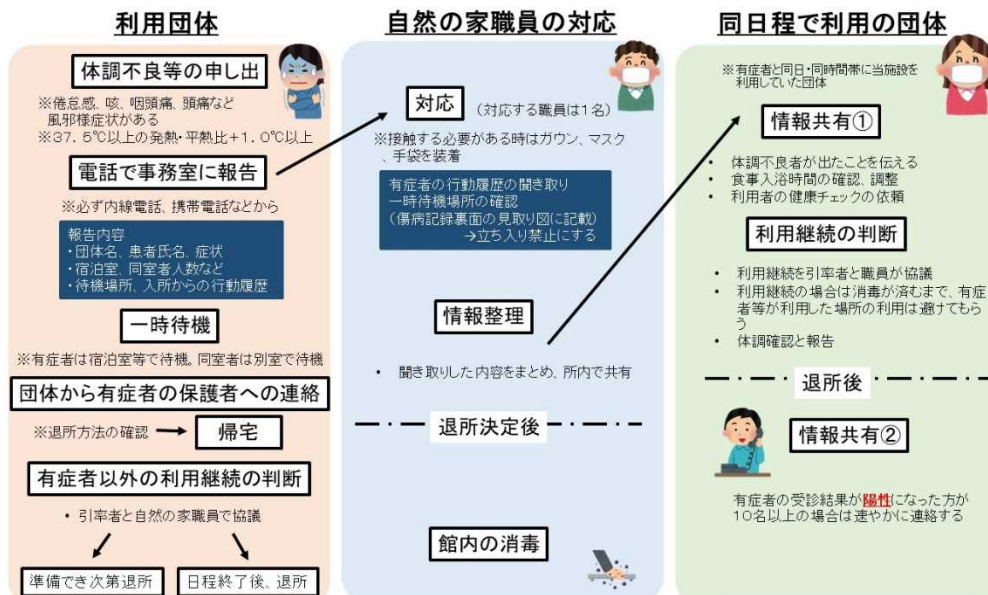 利用団体
体調不良等の申し出
※倦怠感、咳、咽頭痛、頭痛など
風邪様症状がある
※37.5℃以上の発熱・平熱比+1.0℃以上
電話で事務室に報告
※必ず内線電話、携帯電話などから
報告内容
・団体名、患者氏名、症状
・宿泊室、同室者人数など
・待機場所、入所からの行動履歴
一時待機
※有症者は宿泊室等で待機。同室者は別室で待機
団体から有症者の保護者への連絡
※退所方法の確認
帰宅
有症者以外の利用継続の判断
・引率者と自然の家職員で協議
準備でき次第退所
日程終了後、退所
自然の家職員の対応
対応
(対応する職員は1名)
※接触する必要がある時はガウン、マスク
、手袋を装着
有症者の行動履歴の聞き取り
一時待機場所の確認
(傷病記録裏面の見取り図に記載)
→立ち入り禁止にする
情報整理
• 聞き取りした内容をまとめ、所内で共有
退所決定後
館内の消毒
同日程で利用の団体
※有症者と同日・同時間帯に当施設を
利用していた団体
情報共有①
• 体調不良者が出たことを伝える
• 食事入浴時間の確認、調整
• 利用者の健康チェックの依頼
利用継続の判断
• 利用継続を引率者と職員が協議
• 利用継続の場合は消毒が済むまで、有症
者等が利用した場所の利用は避けてもら
う
• 体調確認と報告
退所後
情報共有②
有症者の受診結果が陽性になった方が
10名以上の場合は速やかに連絡する